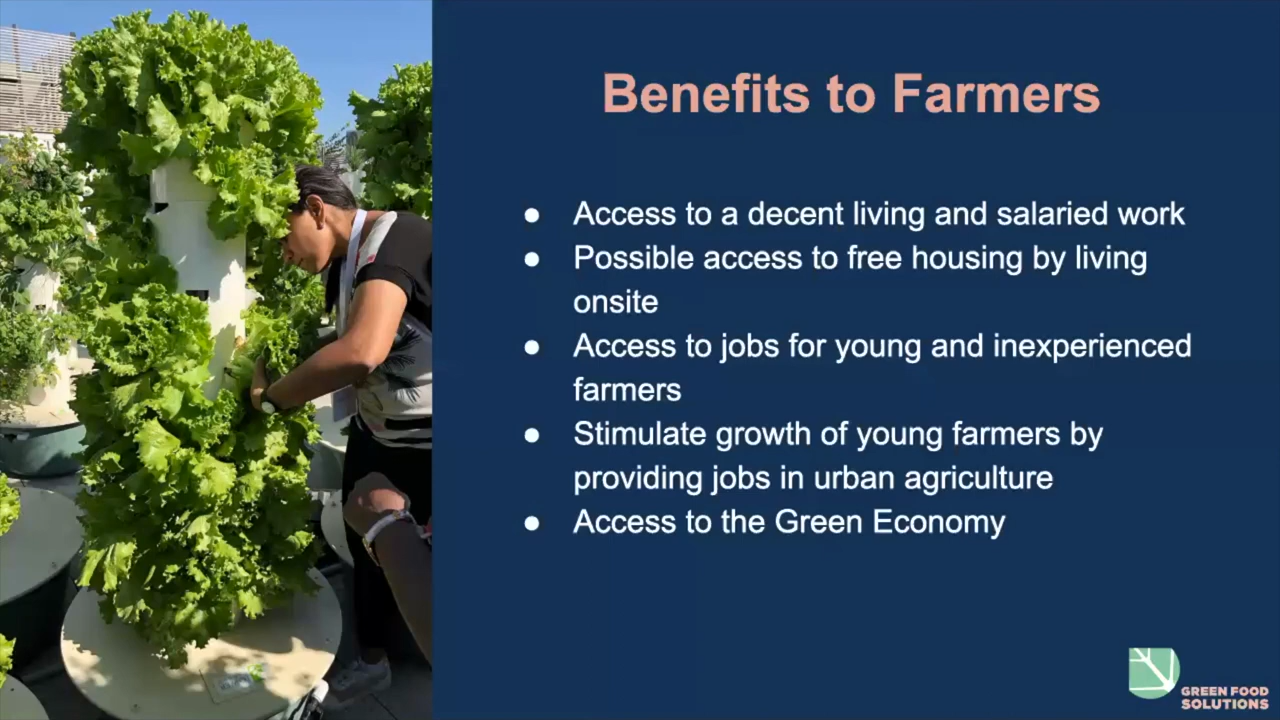 Benefits to Farmers
● Access to a decent living and salaried work
● Possible access to free housing by living
onsite
● Access to jobs for young and inexperienced
farmers
● Stimulate growth of young farmers by
providing jobs in urban agriculture
● Access to the Green Economy
GREEN FOOD
SOLUTIONS